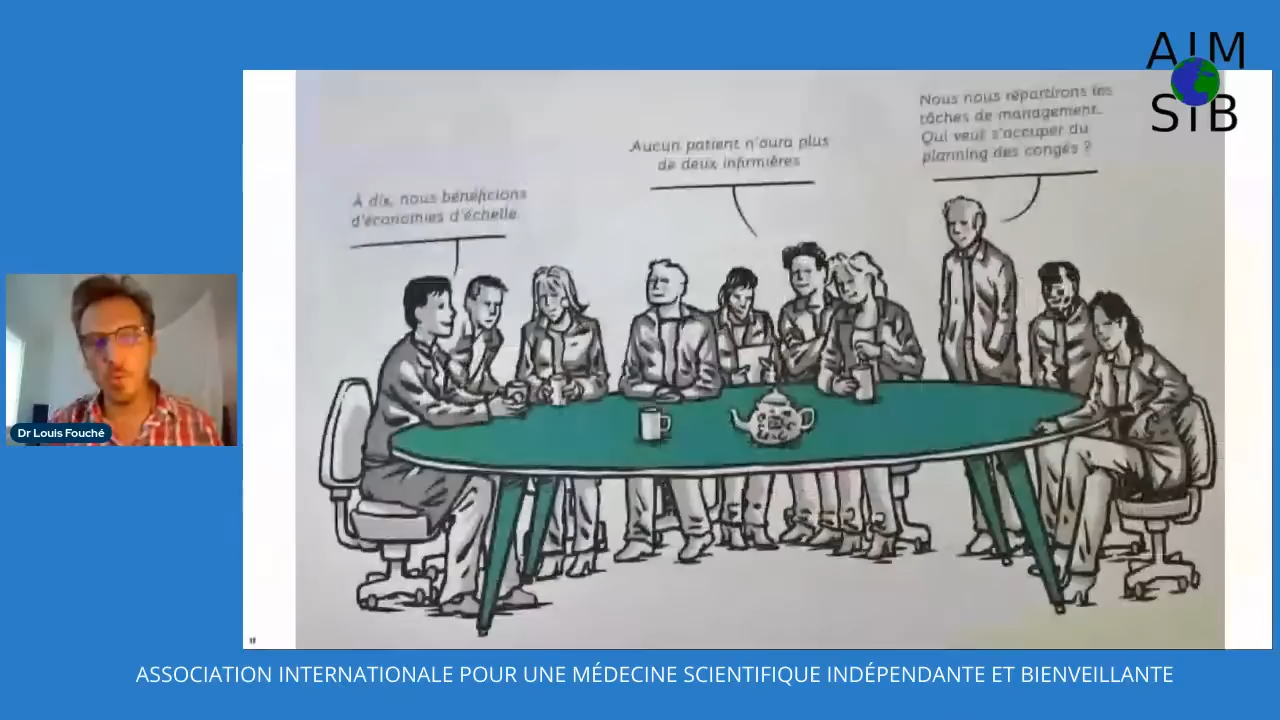 AIM
SIB
Nous nous répartirons les
tâches de management.
Qui veut s'occuper du
planning des congés ?
Aucun patient n'aura plus
de deux infirmières
À dix, nous bénéficions
d'économies d'échelle.
Dr Louis Fouché
ASSOCIATION INTERNATIONALE POUR UNE MÉDECINE SCIENTIFIQUE INDÉPENDANTE ET BIENVEILLANTE